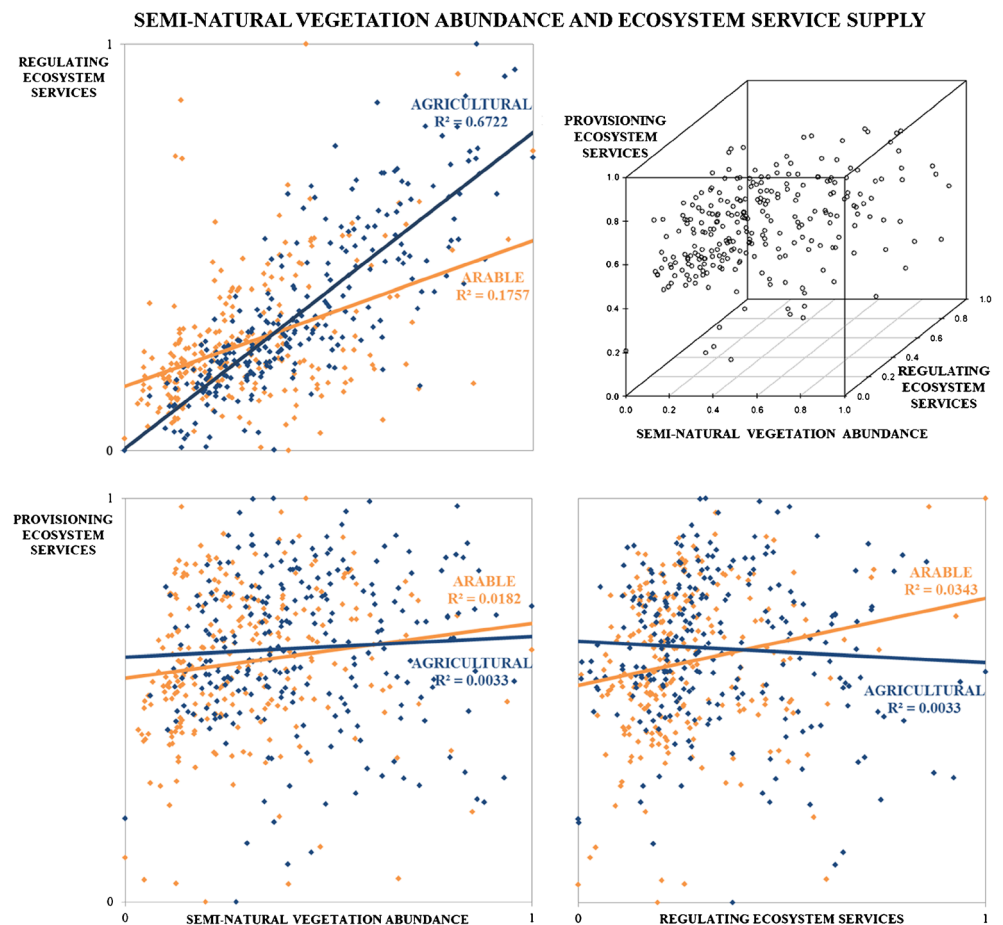 SEMI-NATURAL VEGETATION ABUNDANCE AND ECOSYSTEM SERVICE SUPPLY
1
REGULATING
ECOSYSTEM
SERVICES
AGRICULTURAL
R² = 0.6722
ARABLE
R² = 0.1757
0
PROVISIONING
ECOSYSTEM
SERVICES
1.0
0.8
0.6
0.4
0.2
0.0
0.0
0.2
0.4
0.6
0.8
1.0
0.0
0.2
0.4
0.6
0.8
1.0
REGULATING
ECOSYSTEM
SERVICES
SEMI-NATURAL VEGETATION ABUNDANCE
1
PROVISIONING
ECOSYSTEM
SERVICES
ARABLE
R² = 0.0182
AGRICULTURAL
R² = 0.0033
0
0
SEMI-NATURAL VEGETATION ABUNDANCE
1
ARABLE
R² = 0.0343
AGRICULTURAL
R² = 0.0033
0
REGULATING ECOSYSTEM SERVICES
1